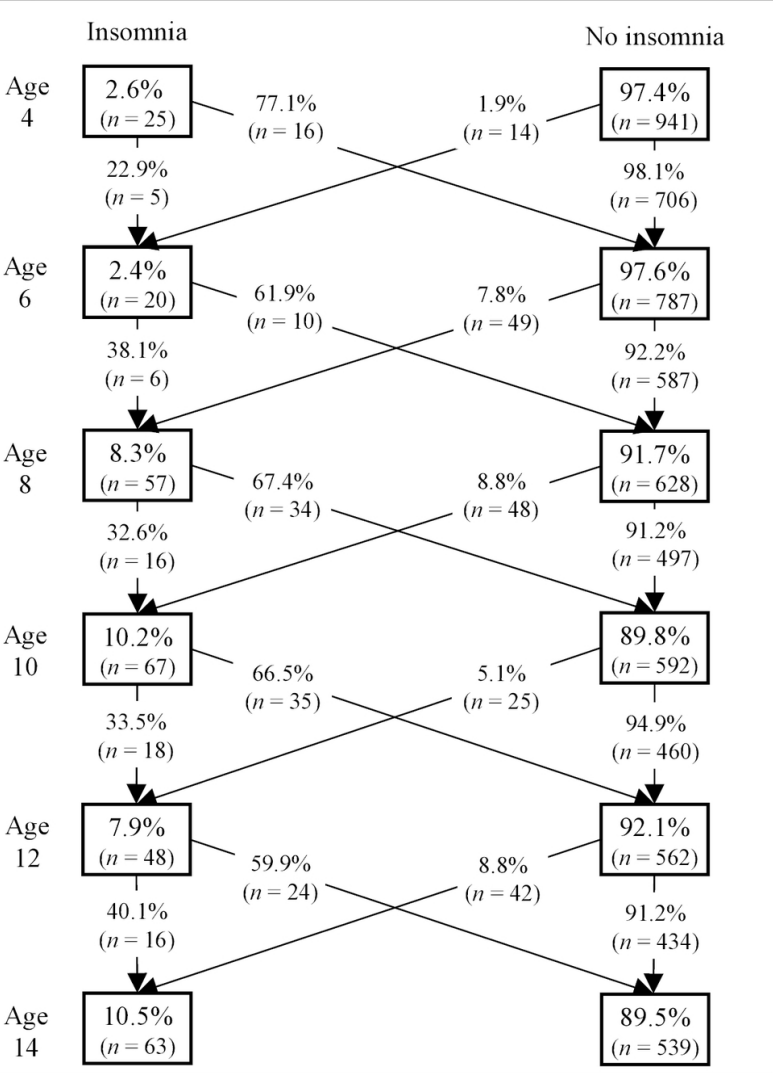 Insomnia
No insomnia
Age
4
2.6%
(n = 25)
77.1%
(n = 16)
1.9%
(n = 14)
97.4%
(n = 941)
22.9%
(n = 5)
98.1%
(n = 706)
Age
6
2.4%
(n = 20)
61.9%
(n = 10)
7.8%
(n = 49)
97.6%
(n = 787)
38.1%
(n = 6)
92.2%
(n = 587)
Age
8
8.3%
(n = 57)
67.4%
(n = 34)
8.8%
(n = 48)
91.7%
(n = 628)
32.6%
(n = 16)
91.2%
(n = 497)
Age
10
10.2%
(n = 67)
66.5%
(n = 35)
5.1%
(n = 25)
89.8%
(n = 592)
33.5%
(n = 18)
94.9%
(n = 460)
Age
12
7.9%
(n = 48)
59.9%
(n = 24)
8.8%
(n = 42)
92.1%
(n = 562)
40.1%
(n = 16)
91.2%
(n = 434)
Age
14
10.5%
(n = 63)
89.5%
(n = 539)